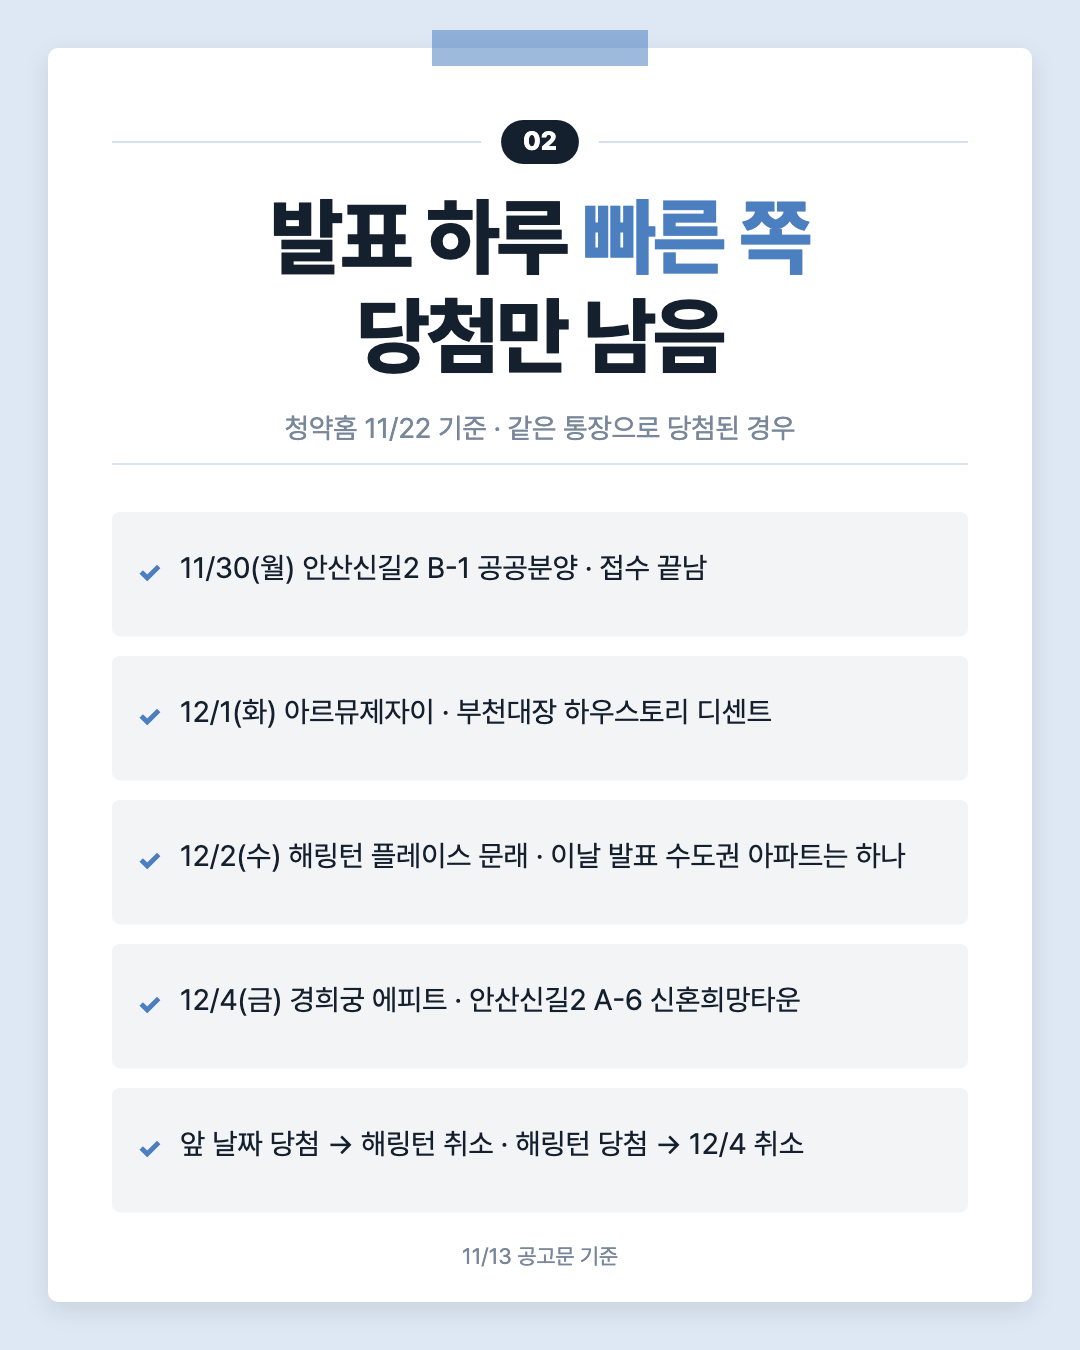 02
발표 하루 빠른 쪽
당첨만 남음
청약홈 11/22 기준 · 같은 통장으로 당첨된 경우
11/30(월) 안산신길2 B-1 공공분양 · 접수 끝남
12/1(화) 아르뮤제자이 · 부천대장 하우스토리 디센트
12/2(수) 해링턴 플레이스 문래 · 이날 발표 수도권 아파트는 하나
12/4(금) 경희궁 에피트 · 안산신길2 A-6 신혼희망타운
앞 날짜 당첨 → 해링턴 취소 · 해링턴 당첨 → 12/4 취소
11/13 공고문 기준